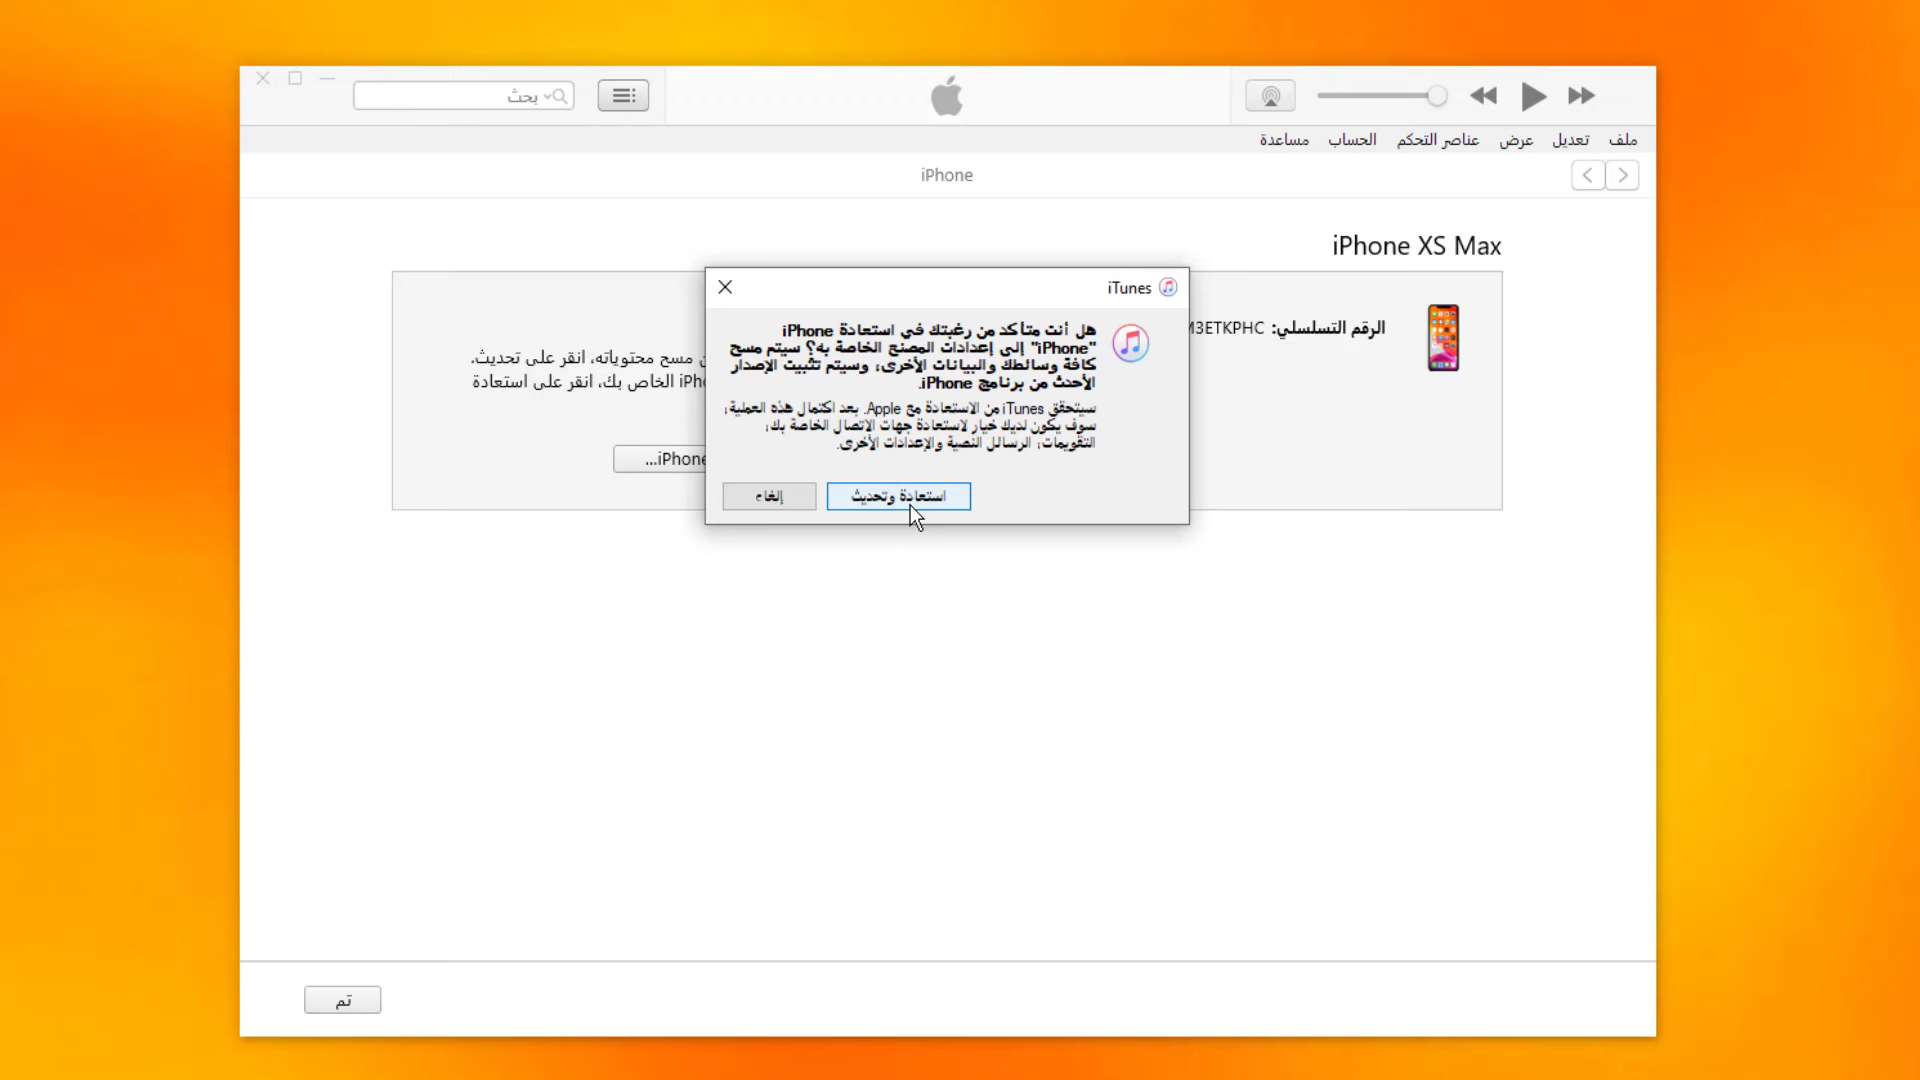 بحث
ملف تعديل عرض عناصر التحكم الحساب مساعدة
iPhone
iPhone XS Max
الرقم التسلسلي: M3ETKPHC
مسح محتوياته، انقر على تحديث.
الخاص بك، انقر على استعادة
iPhone...
iTunes
هل أنت متأكد من رغبتك في استعادة iPhone
"iPhone" إلى إعدادات المصنع الخاصة به؟ سيتم مسح
كافة وسائطك والبيانات الأخرى، وسيتم تثبيت الإصدار
الأحدث من برنامج iPhone.
سيتحقق iTunes من الاستعادة مع Apple. بعد اكتمال هذه العملية،
سوف يكون لديك خيار لاستعادة جهات الاتصال الخاصة بك،
التقويمات، الرسائل النصية والإعدادات الأخرى.
استعادة وتحديث
إلغاء
تم